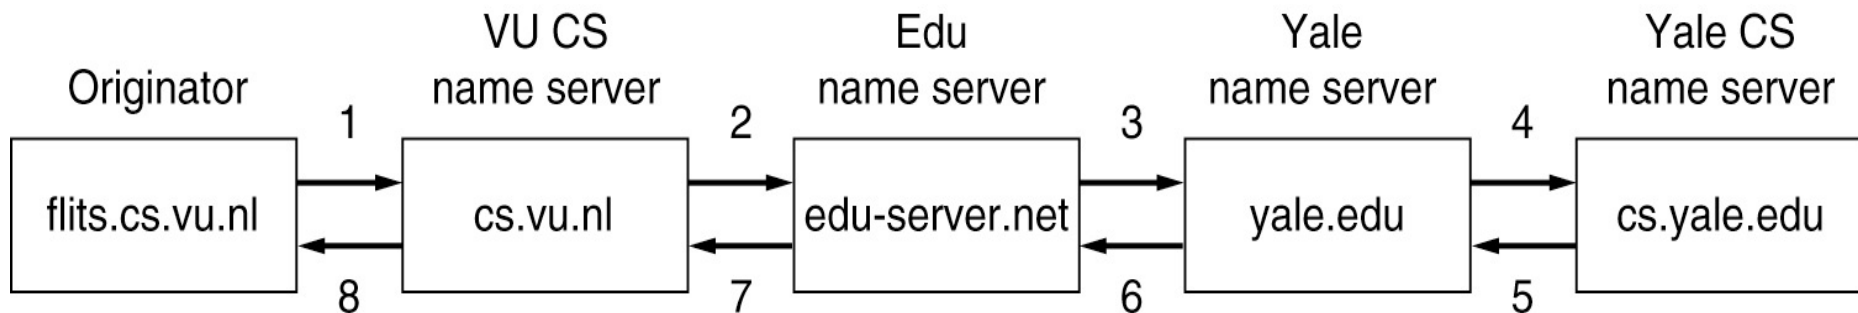 Originator
VU CS
name server
Edu
name server
Yale
name server
Yale CS
name server
1
2
3
4
flits.cs.vu.nl
cs.vu.nl
edu-server.net
yale.edu
cs.yale.edu
8
7
6
5